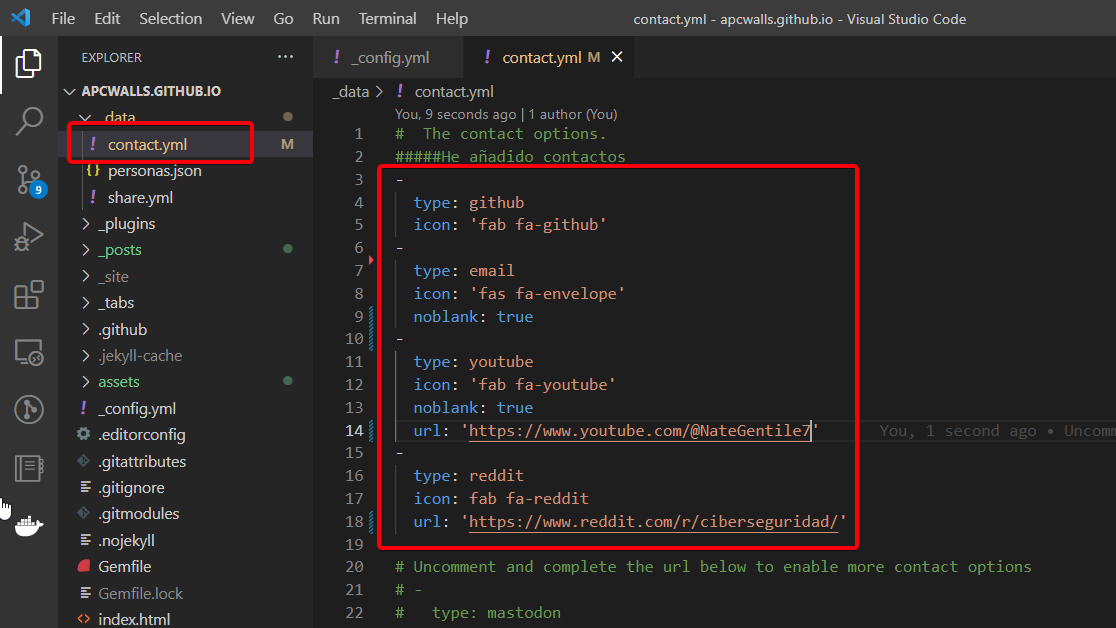 File Edit Selection View Go Run Terminal Help contact.yml - apcwalls.github.io - Visual Studio Code
EXPLORER ···
! _config.yml ! contact.yml M ×
APCWALLS.GITHUB.IO
_data
! contact.yml M
{} personas.json
! share.yml
_plugins
_posts
_site
_tabs
.github
.jekyll-cache
assets
! _config.yml
.editorconfig
.gitattributes
.gitignore
.gitmodules
.nojekyll
Gemfile
Gemfile.lock
<> index.html
9
_data > ! contact.yml
You, 9 seconds ago | 1 author (You)
1 #  The contact options.
2 #####He añadido contactos
3 -
4   type: github
5   icon: 'fab fa-github'
6 -
7   type: email
8   icon: 'fas fa-envelope'
9   noblank: true
10 -
11   type: youtube
12   icon: 'fab fa-youtube'
13   noblank: true
14   url: 'https://www.youtube.com/@NateGentile7' You, 1 second ago • Uncomm
15 -
16   type: reddit
17   icon: fab fa-reddit
18   url: 'https://www.reddit.com/r/ciberseguridad/'
19
20 # Uncomment and complete the url below to enable more contact options
21 # -
22 #   type: mastodon